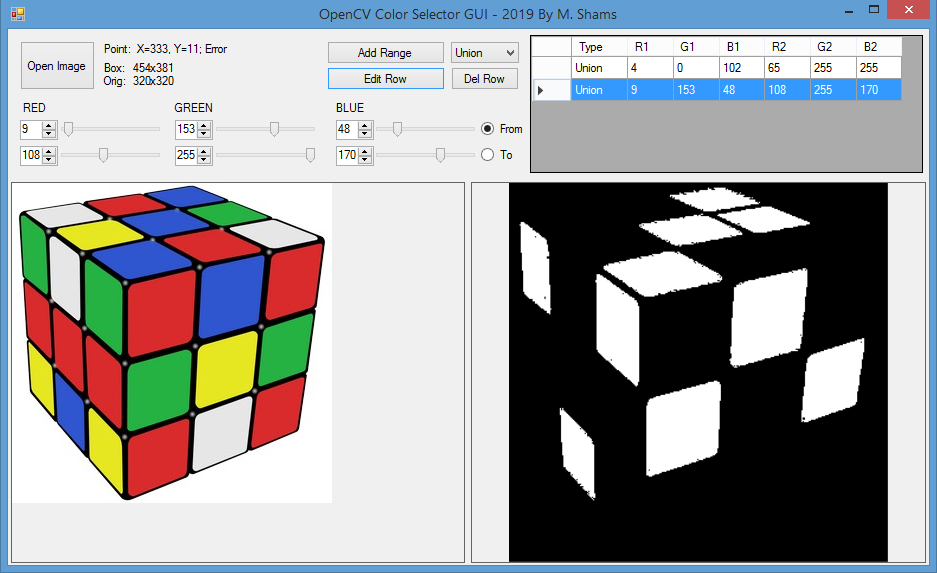 OpenCV Color Selector GUI - 2019 By M. Shams
Open Image
Point: X=333, Y=11; Error
Box: 454x381
Orig: 320x320
Add Range
Union
Edit Row
Del Row
RED
GREEN
BLUE
9
153
48
From
108
255
170
To
Type R1 G1 B1 R2 G2 B2
Union 4 0 102 65 255 255
Union 9 153 48 108 255 170